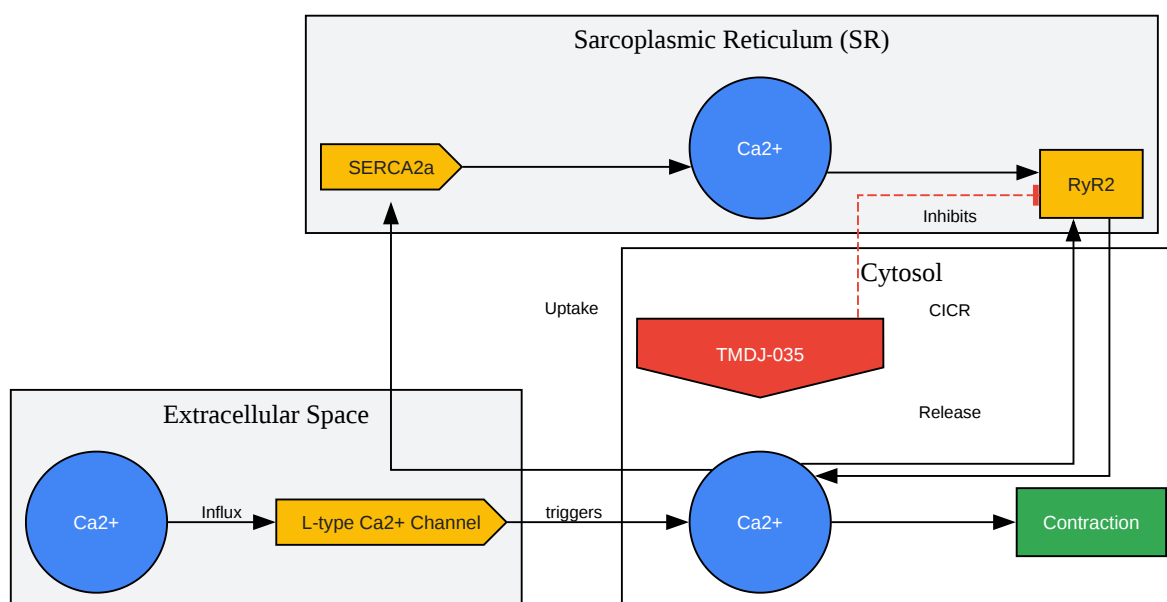 Sarcoplasmic Reticulum (SR)
Ca2+
SERCA2a
RyR2
Inhibits
Cytosol
Uptake
CICR
TMDJ-035
Extracellular Space
Release
Ca2+
Influx
L-type Ca2+ Channel
triggers
Ca2+
Contraction